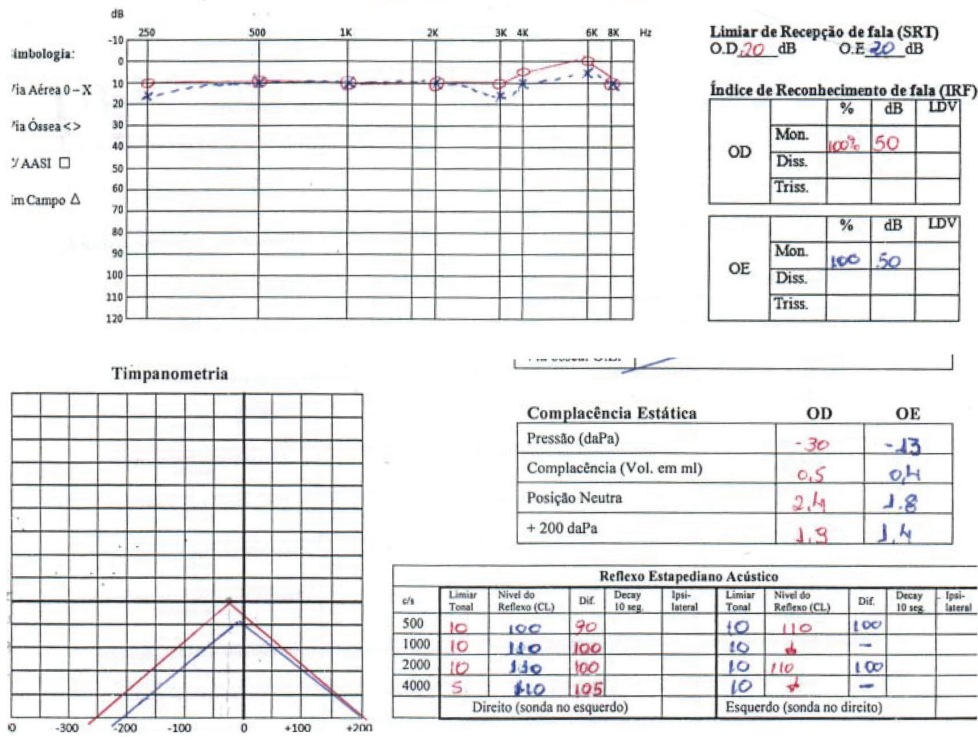 dB
250 500 1K 2K 3K 4K 6K 8K Hz
-10
0
10
20
30
40
50
60
70
80
90
100
110
120
imbologia:
/ia Aérea 0 – X
/ia Óssea < >
/ AASI □
im Campo Δ
Limiar de Recepção de fala (SRT)
O.D. 20 dB O.E 20 dB
Índice de Reconhecimento de fala (IRF)
% dB LDV
OD
Mon. 100% 50
Diss.
Triss.
% dB LDV
OE
Mon. 100 50
Diss.
Triss.
Timpanometria
-300 -200 -100 0 +100 +200
Complacência Estática OD OE
Pressão (daPa) -30 -13
Complacência (Vol. em ml) 0,5 0,4
Posição Neutra 2,4 1.8
+ 200 daPa 1,9 1,4
Reflexo Estapediano Acústico
c/s Limiar Tonal Nível do Reflexo (CL) Dif. Decay 10 seg. Ipsi-lateral Limiar Tonal Nível do Reflexo (CL) Dif. Decay 10 seg. Ipsi-lateral
500 10 100 90 10 110 100
1000 10 110 100 10 ↓ -
2000 10 110 100 10 110 100
4000 5 110 105 10 ↓ -
Direito (sonda no esquerdo) Esquerdo (sonda no direito)